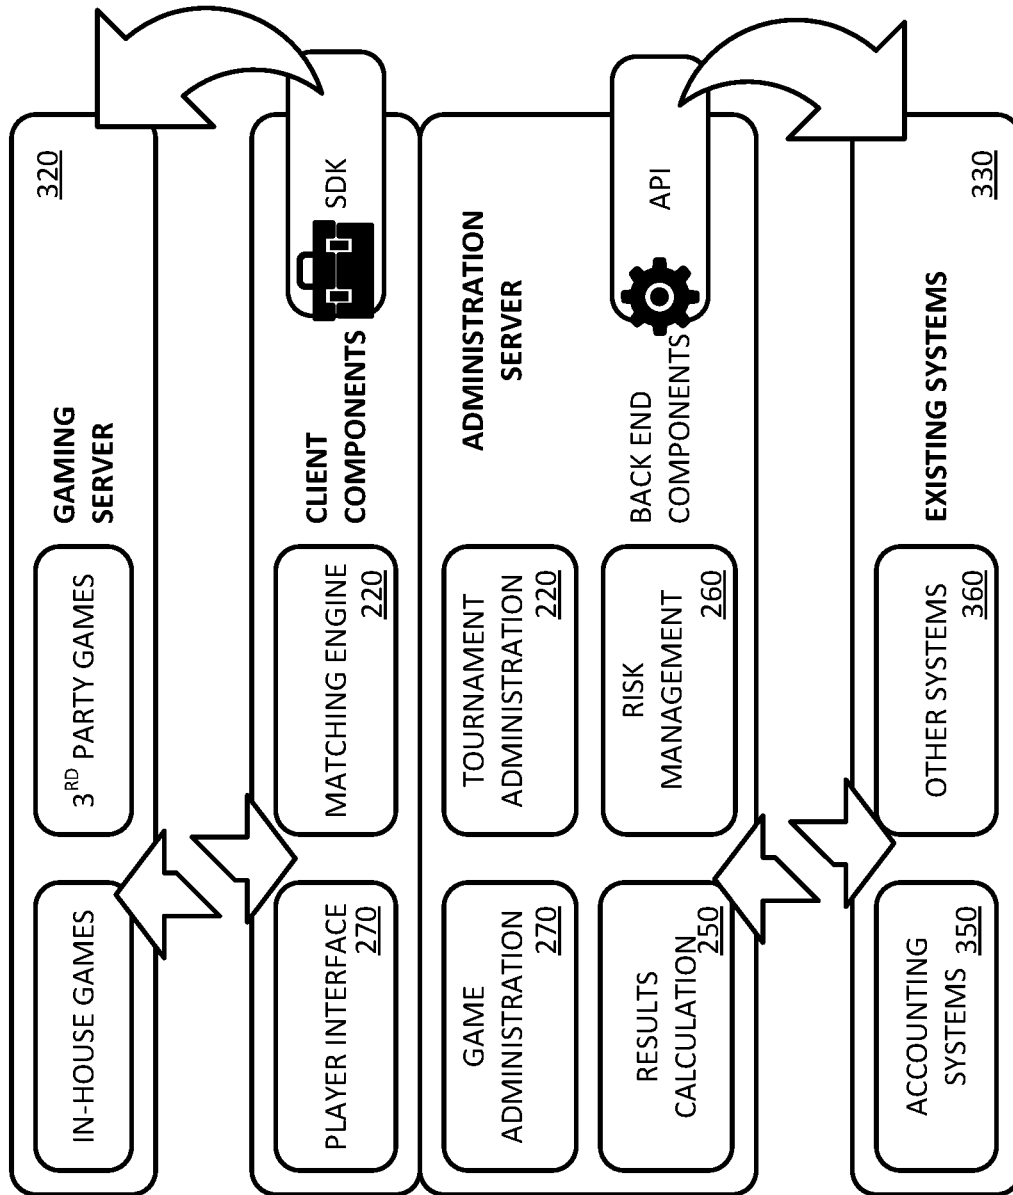 IN-HOUSE GAMES
3RD PARTY GAMES
GAMING
SERVER
320
PLAYER INTERFACE
270
MATCHING ENGINE
220
CLIENT
COMPONENTS
SDK
GAME
ADMINISTRATION
270
TOURNAMENT
ADMINISTRATION
220
ADMINISTRATION
SERVER
RESULTS
CALCULATION
250
RISK
MANAGEMENT
260
BACK END
COMPONENTS
API
ACCOUNTING
SYSTEMS
350
OTHER SYSTEMS
360
EXISTING SYSTEMS
330